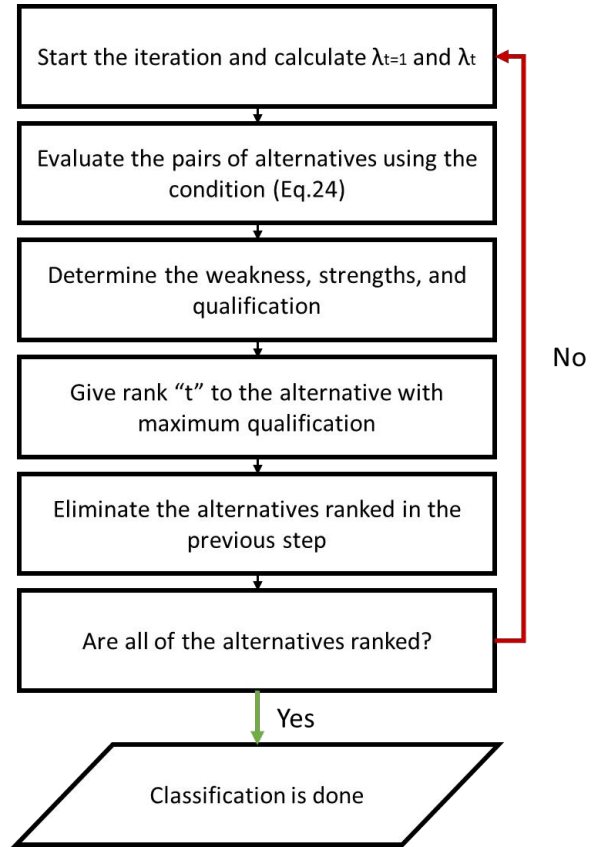 Start the iteration and calculate λt=1 and λt
Evaluate the pairs of alternatives using the
condition (Eq.24)
Determine the weakness, strengths, and
qualification
No
Give rank “t” to the alternative with
maximum qualification
Eliminate the alternatives ranked in the
previous step
Are all of the alternatives ranked?
Yes
Classification is done